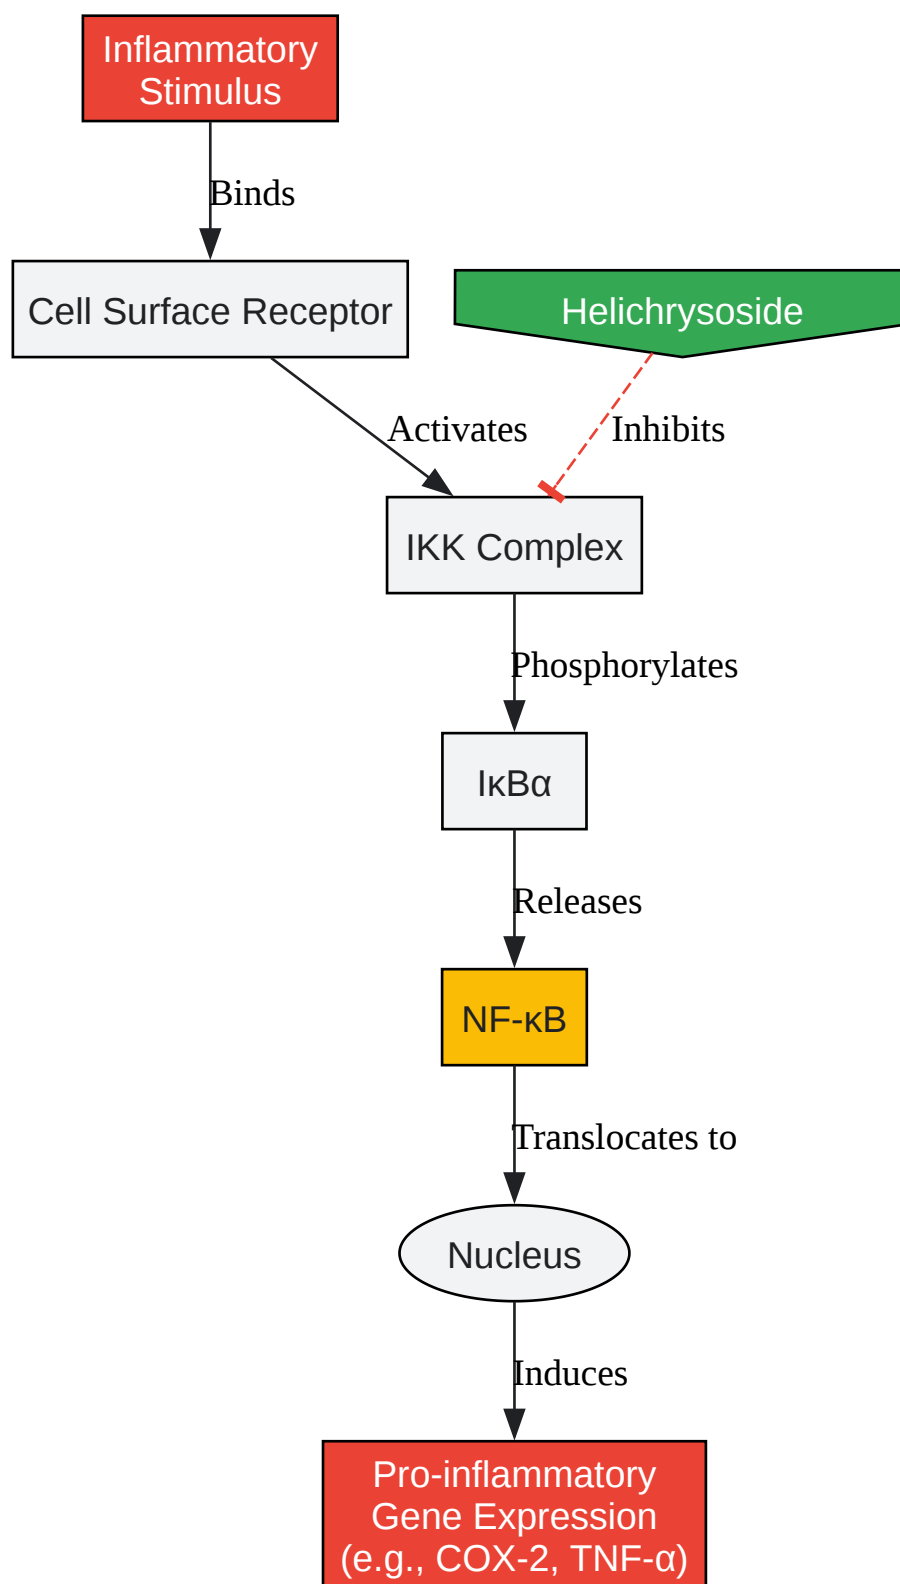 Inflammatory
Stimulus
Binds
Cell Surface Receptor
Helichrysoside
Activates
Inhibits
IKK Complex
Phosphorylates
IκBα
Releases
NF-κB
Translocates to
Nucleus
Induces
Pro-inflammatory
Gene Expression
(e.g., COX-2, TNF-α)